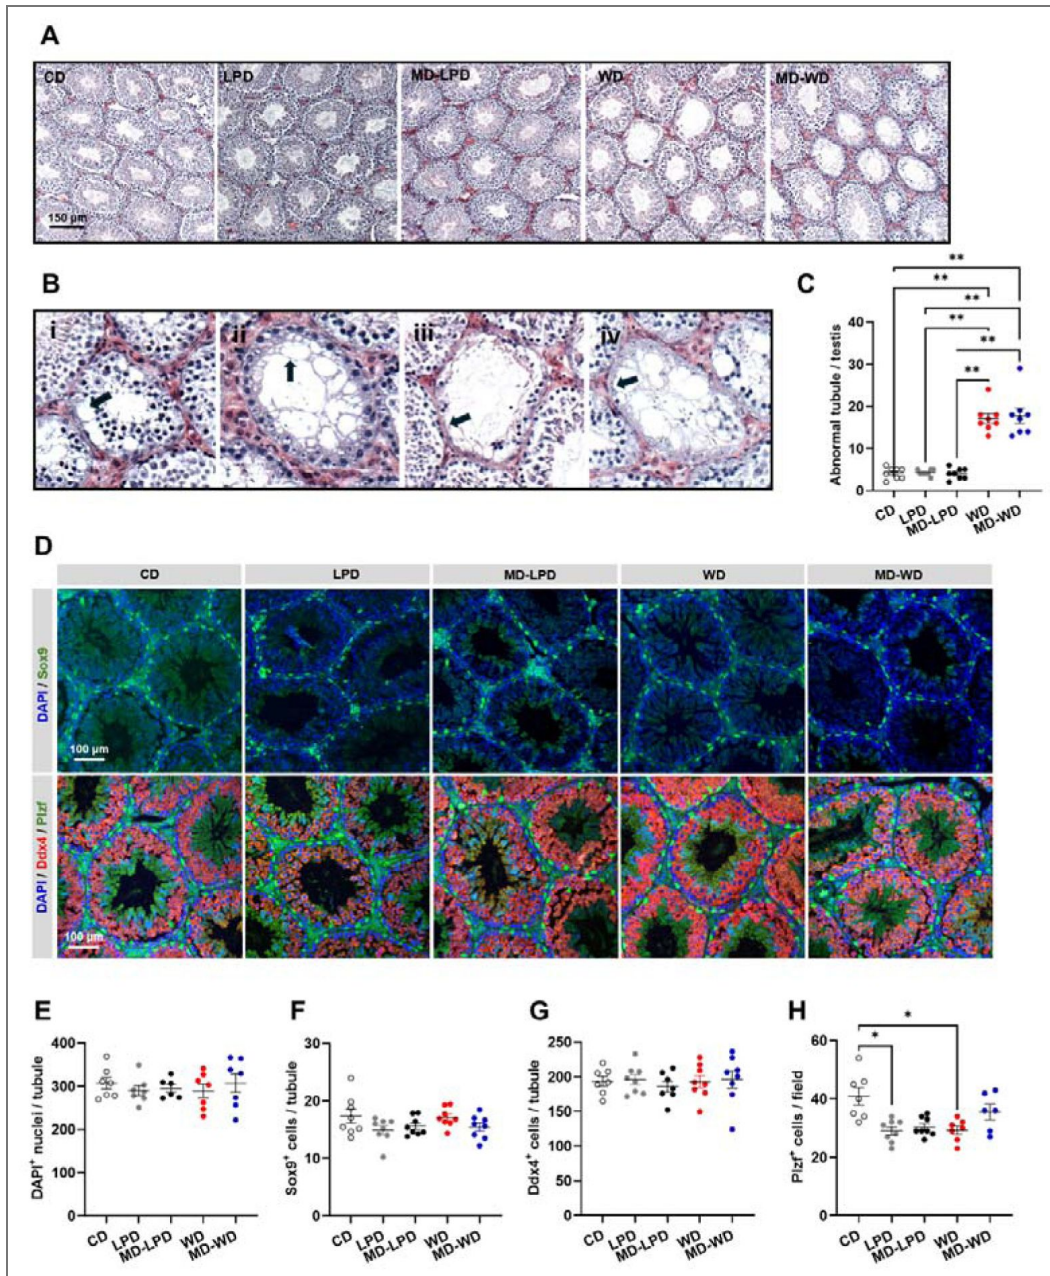 A
CD LPD MD-LPD WD MD-WD
150 µm
B
i ii iii iv
C
** 
**
**
**
**
**
Abnormal tubule / testis
40
30
20
10
0
CD LPD MD-LPD WD MD-WD
D
CD LPD MD-LPD WD MD-WD
DAPI / Sox9
100 µm
DAPI / Ddx4 / Plzf
100 µm
E
DAPI⁺ nuclei / tubule
400
300
200
100
0
CD LPD MD-LPD WD MD-WD
F
Sox9⁺ cells / tubule
30
20
10
0
CD LPD MD-LPD WD MD-WD
G
Ddx4⁺ cells / tubule
250
200
150
100
50
0
CD LPD MD-LPD WD MD-WD
H
*
*
Plzf⁺ cells / field
60
40
20
0
CD LPD MD-LPD WD MD-WD